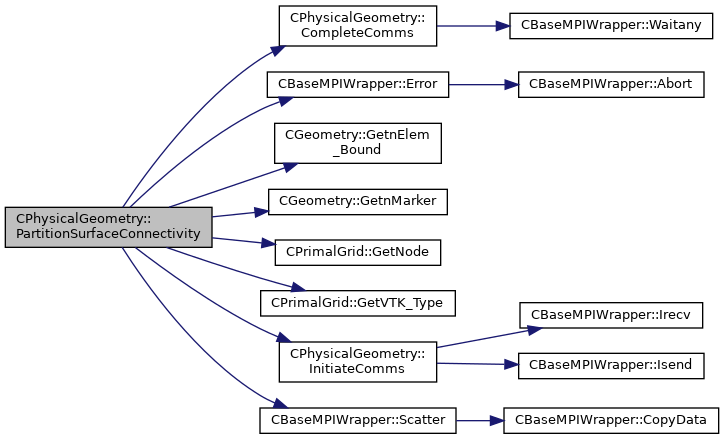 CPhysicalGeometry::
PartitionSurfaceConnectivity
CPhysicalGeometry::
CompleteComms
CBaseMPIWrapper::Waitany
CBaseMPIWrapper::Error
CBaseMPIWrapper::Abort
CGeometry::GetnElem
_Bound
CGeometry::GetnMarker
CPrimalGrid::GetNode
CPrimalGrid::GetVTK_Type
CPhysicalGeometry::
InitiateComms
CBaseMPIWrapper::Irecv
CBaseMPIWrapper::Isend
CBaseMPIWrapper::Scatter
CBaseMPIWrapper::CopyData